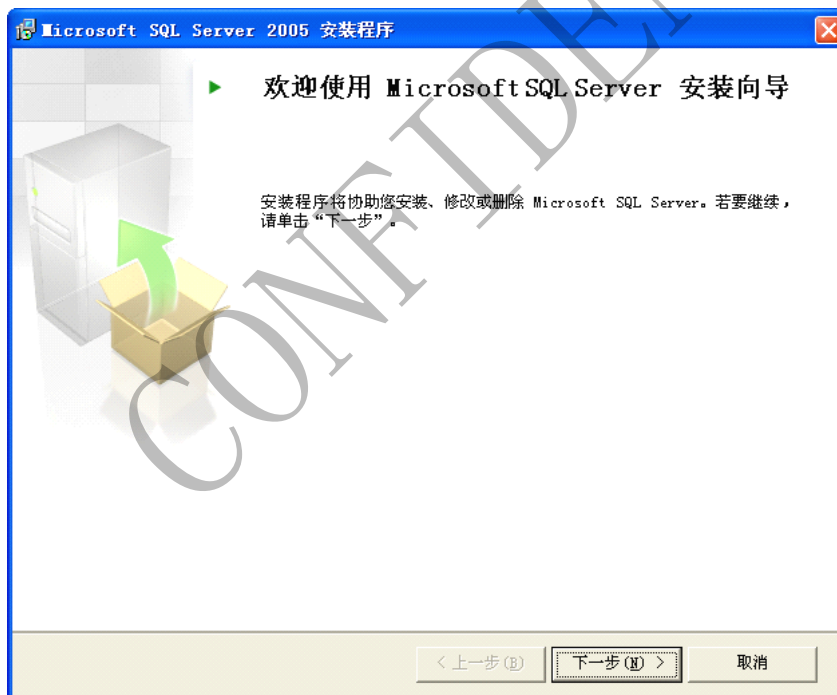 Microsoft SQL Server 2005 安装程序
欢迎使用 Microsoft SQL Server 安装向导
安装程序将协助您安装、修改或删除 Microsoft SQL Server。若要继续，
请单击“下一步”。
CONFIDEN
< 上一步(B)
下一步(N) >
取消